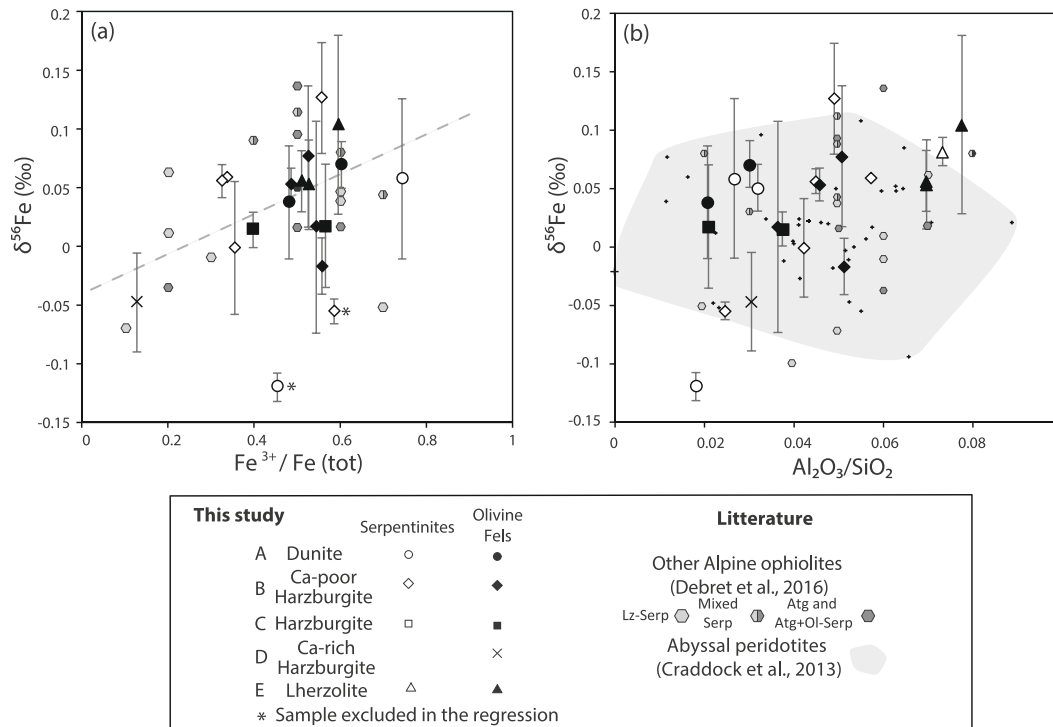 (a)
0.2
0.15
0.1
0.05
0
-0.05
-0.1
-0.15
δ56Fe (‰)
0
0.2
0.4
0.6
0.8
1
Fe 3+/ Fe (tot)
*
*
(b)
0.2
0.15
0.1
0.05
0
-0.05
-0.1
-0.15
δ56Fe (‰)
0
0.02
0.04
0.06
0.08
0.1
Al2O3/SiO2
This study
Serpentinites
Olivine
Fels
A Dunite
B Ca-poor
Harzburgite
C Harzburgite
D Ca-rich
Harzburgite
E Lherzolite
* Sample excluded in the regression
Litterature
Other Alpine ophiolites
(Debret et al., 2016)
Lz-Serp
Mixed
Serp
Atg and
Atg+Ol-Serp
Abyssal peridotites
(Craddock et al., 2013)